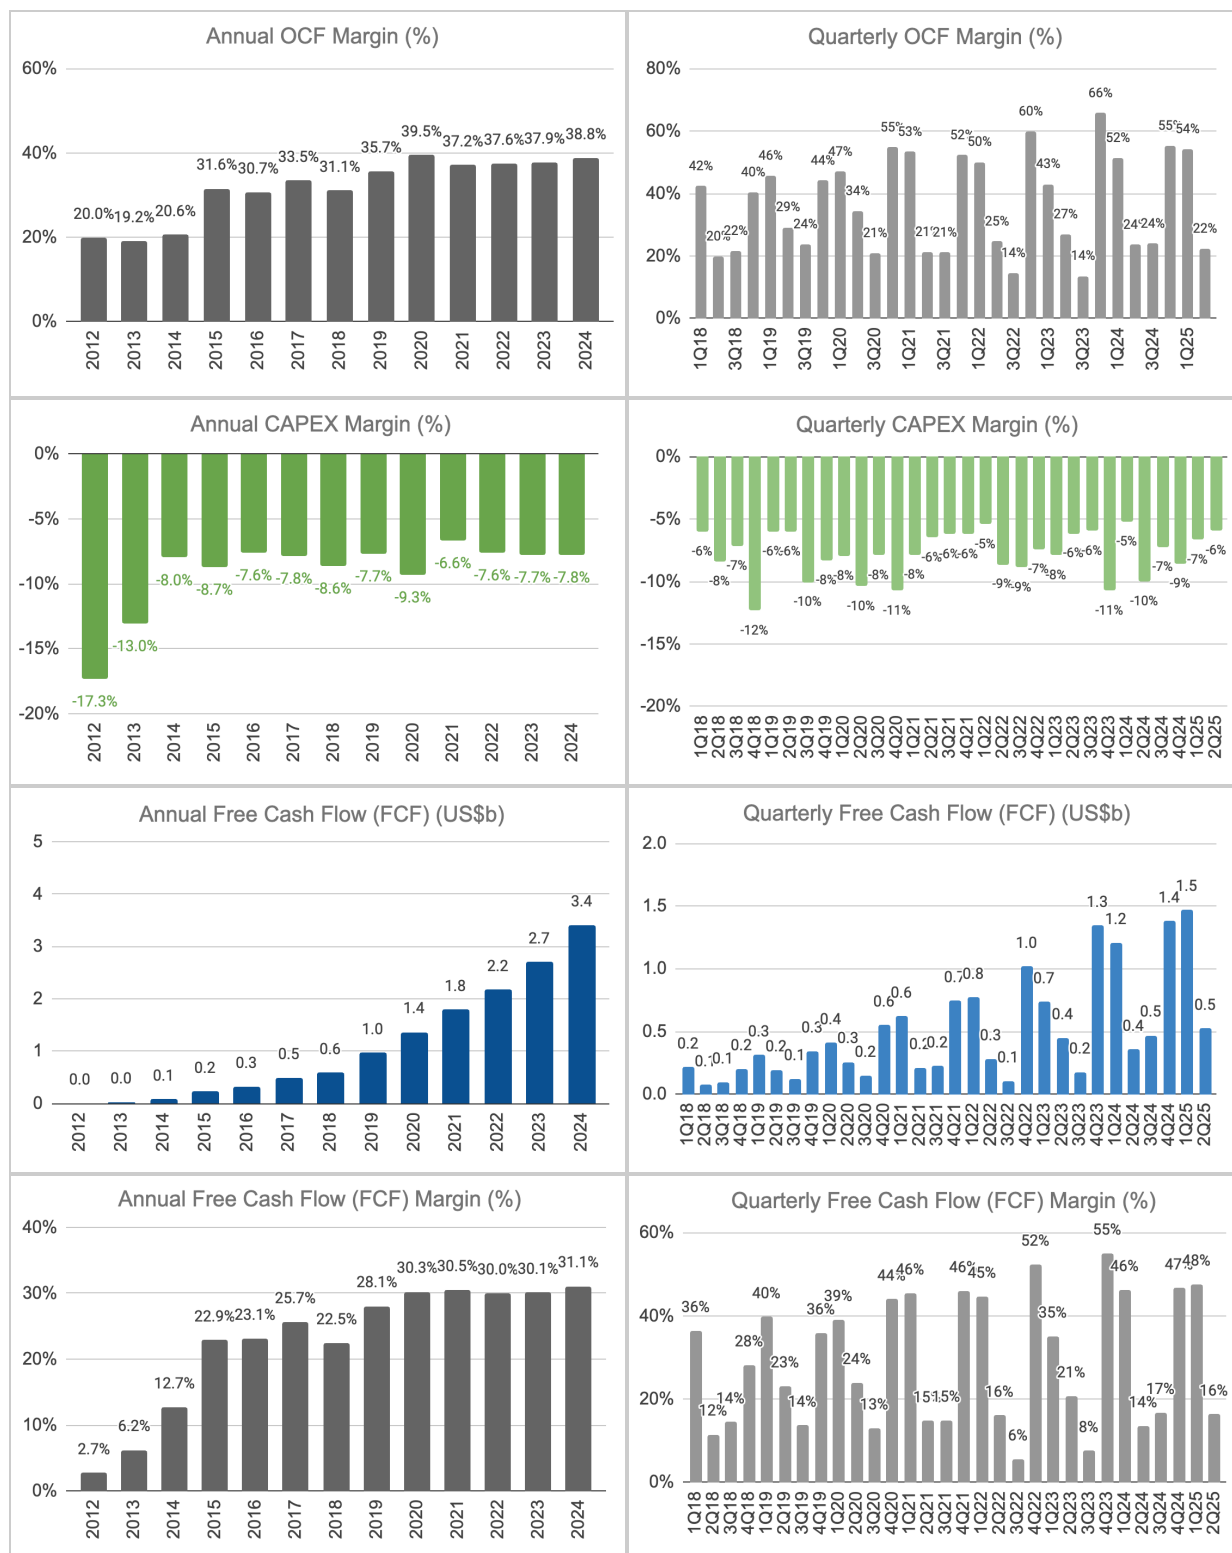 Annual OCF Margin (%)
60%
40%
20%
0%
20.0% 19.2% 20.6% 31.6% 30.7% 33.5% 31.1% 35.7% 39.5% 37.2% 37.6% 37.9% 38.8%
2012 2013 2014 2015 2016 2017 2018 2019 2020 2021 2022 2023 2024
Quarterly OCF Margin (%)
80%
60%
40%
20%
0%
42% 20% 22% 40% 46% 29% 24% 44% 47% 34% 21% 55% 53% 21% 21% 52% 50% 25% 14% 60% 43% 27% 14% 66% 52% 24% 24% 55% 54% 22%
1Q18 3Q18 1Q19 3Q19 1Q20 3Q20 1Q21 3Q21 1Q22 3Q22 1Q23 3Q23 1Q24 3Q24 1Q25
Annual CAPEX Margin (%)
0%
-5%
-10%
-15%
-20%
-17.3% -13.0% -8.0% -8.7% -7.6% -7.8% -8.6% -7.7% -9.3% -6.6% -7.6% -7.7% -7.8%
2012 2013 2014 2015 2016 2017 2018 2019 2020 2021 2022 2023 2024
Quarterly CAPEX Margin (%)
0%
-5%
-10%
-15%
-20%
-6% -8% -7% -12% -6% -6% -10% -8% -8% -10% -8% -11% -8% -6% -6% -6% -5% -9% -9% -7% -8% -6% -6% -11% -5% -10% -7% -9% -7% -6%
1Q18 2Q18 3Q18 4Q18 1Q19 2Q19 3Q19 4Q19 1Q20 2Q20 3Q20 4Q20 1Q21 2Q21 3Q21 4Q21 1Q22 2Q22 3Q22 4Q22 1Q23 2Q23 3Q23 4Q23 1Q24 2Q24 3Q24 4Q24 1Q25 2Q25
Annual Free Cash Flow (FCF) (US$b)
5
4
3
2
1
0
0.0 0.0 0.1 0.2 0.3 0.5 0.6 1.0 1.4 1.8 2.2 2.7 3.4
2012 2013 2014 2015 2016 2017 2018 2019 2020 2021 2022 2023 2024
Quarterly Free Cash Flow (FCF) (US$b)
2.0
1.5
1.0
0.5
0.0
0.2 0.1 0.1 0.2 0.3 0.2 0.1 0.3 0.4 0.3 0.2 0.6 0.6 0.2 0.2 0.7 0.8 0.3 0.1 1.0 0.7 0.4 0.2 1.3 1.2 0.4 0.5 1.4 1.5 0.5
1Q18 2Q18 3Q18 4Q18 1Q19 2Q19 3Q19 4Q19 1Q20 2Q20 3Q20 4Q20 1Q21 2Q21 3Q21 4Q21 1Q22 2Q22 3Q22 4Q22 1Q23 2Q23 3Q23 4Q23 1Q24 2Q24 3Q24 4Q24 1Q25 2Q25
Annual Free Cash Flow (FCF) Margin (%)
40%
30%
20%
10%
0%
2.7% 6.2% 12.7% 22.9% 23.1% 25.7% 22.5% 28.1% 30.3% 30.5% 30.0% 30.1% 31.1%
2012 2013 2014 2015 2016 2017 2018 2019 2020 2021 2022 2023 2024
Quarterly Free Cash Flow (FCF) Margin (%)
60%
40%
20%
0%
36% 12% 14% 28% 40% 23% 14% 36% 39% 24% 13% 44% 46% 15% 15% 46% 45% 16% 6% 52% 35% 21% 8% 55% 46% 14% 17% 47% 48% 16%
1Q18 2Q18 3Q18 4Q18 1Q19 2Q19 3Q19 4Q19 1Q20 2Q20 3Q20 4Q20 1Q21 2Q21 3Q21 4Q21 1Q22 2Q22 3Q22 4Q22 1Q23 2Q23 3Q23 4Q23 1Q24 2Q24 3Q24 4Q24 1Q25 2Q25